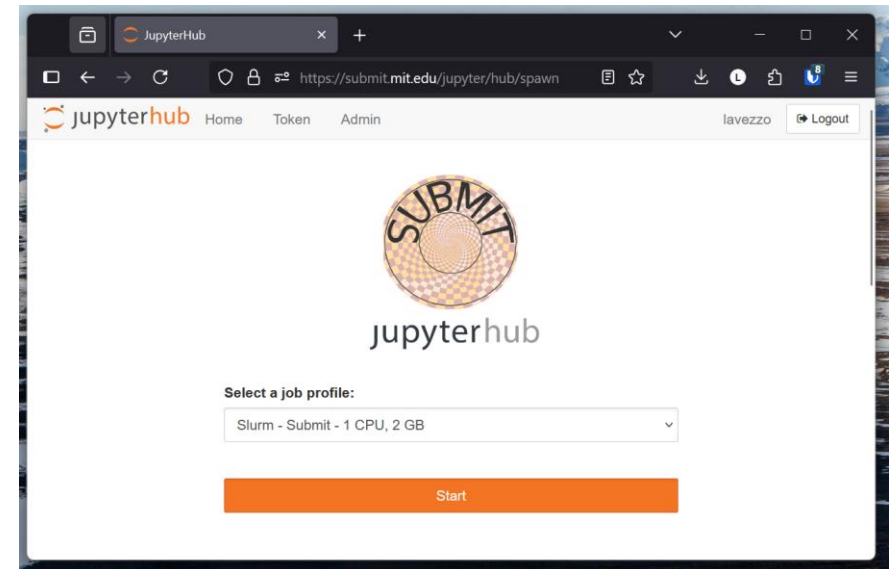 JupyterHub
https://submit.mit.edu/jupyter/hub/spawn
L
8
jupyterhub Home Token Admin lavezzo Logout
SUBMIT
jupyterhub
Select a job profile:
Slurm - Submit - 1 CPU, 2 GB
Start